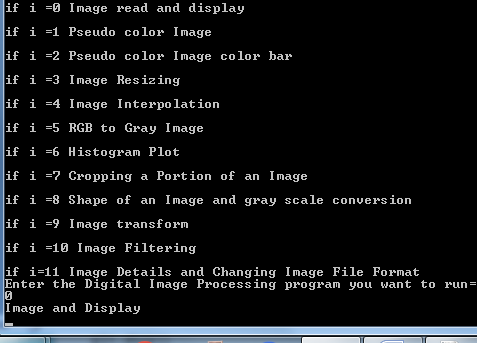 if i =0 Image read and display
if i =1 Pseudo color Image
if i =2 Pseudo color Image color bar
if i =3 Image Resizing
if i =4 Image Interpolation
if i =5 RGB to Gray Image
if i =6 Histogram Plot
if i =7 Cropping a Portion of an Image
if i =8 Shape of an Image and gray scale conversion
if i =9 Image transform
if i =10 Image Filtering
if i=11 Image Details and Changing Image File Format
Enter the Digital Image Processing program you want to run=
0
Image and Display